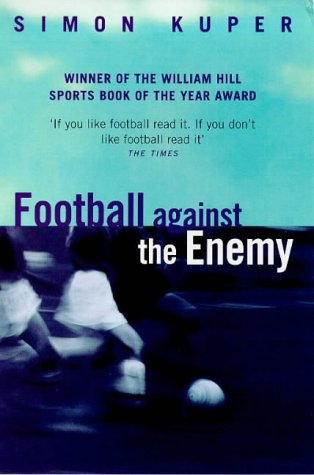 SIMON KUPER
WINNER OF THE WILLIAM HILL
SPORTS BOOK OF THE YEAR AWARD
'If you like football read it. If you don't
like football read it'
THE TIMES
Football against
the Enemy